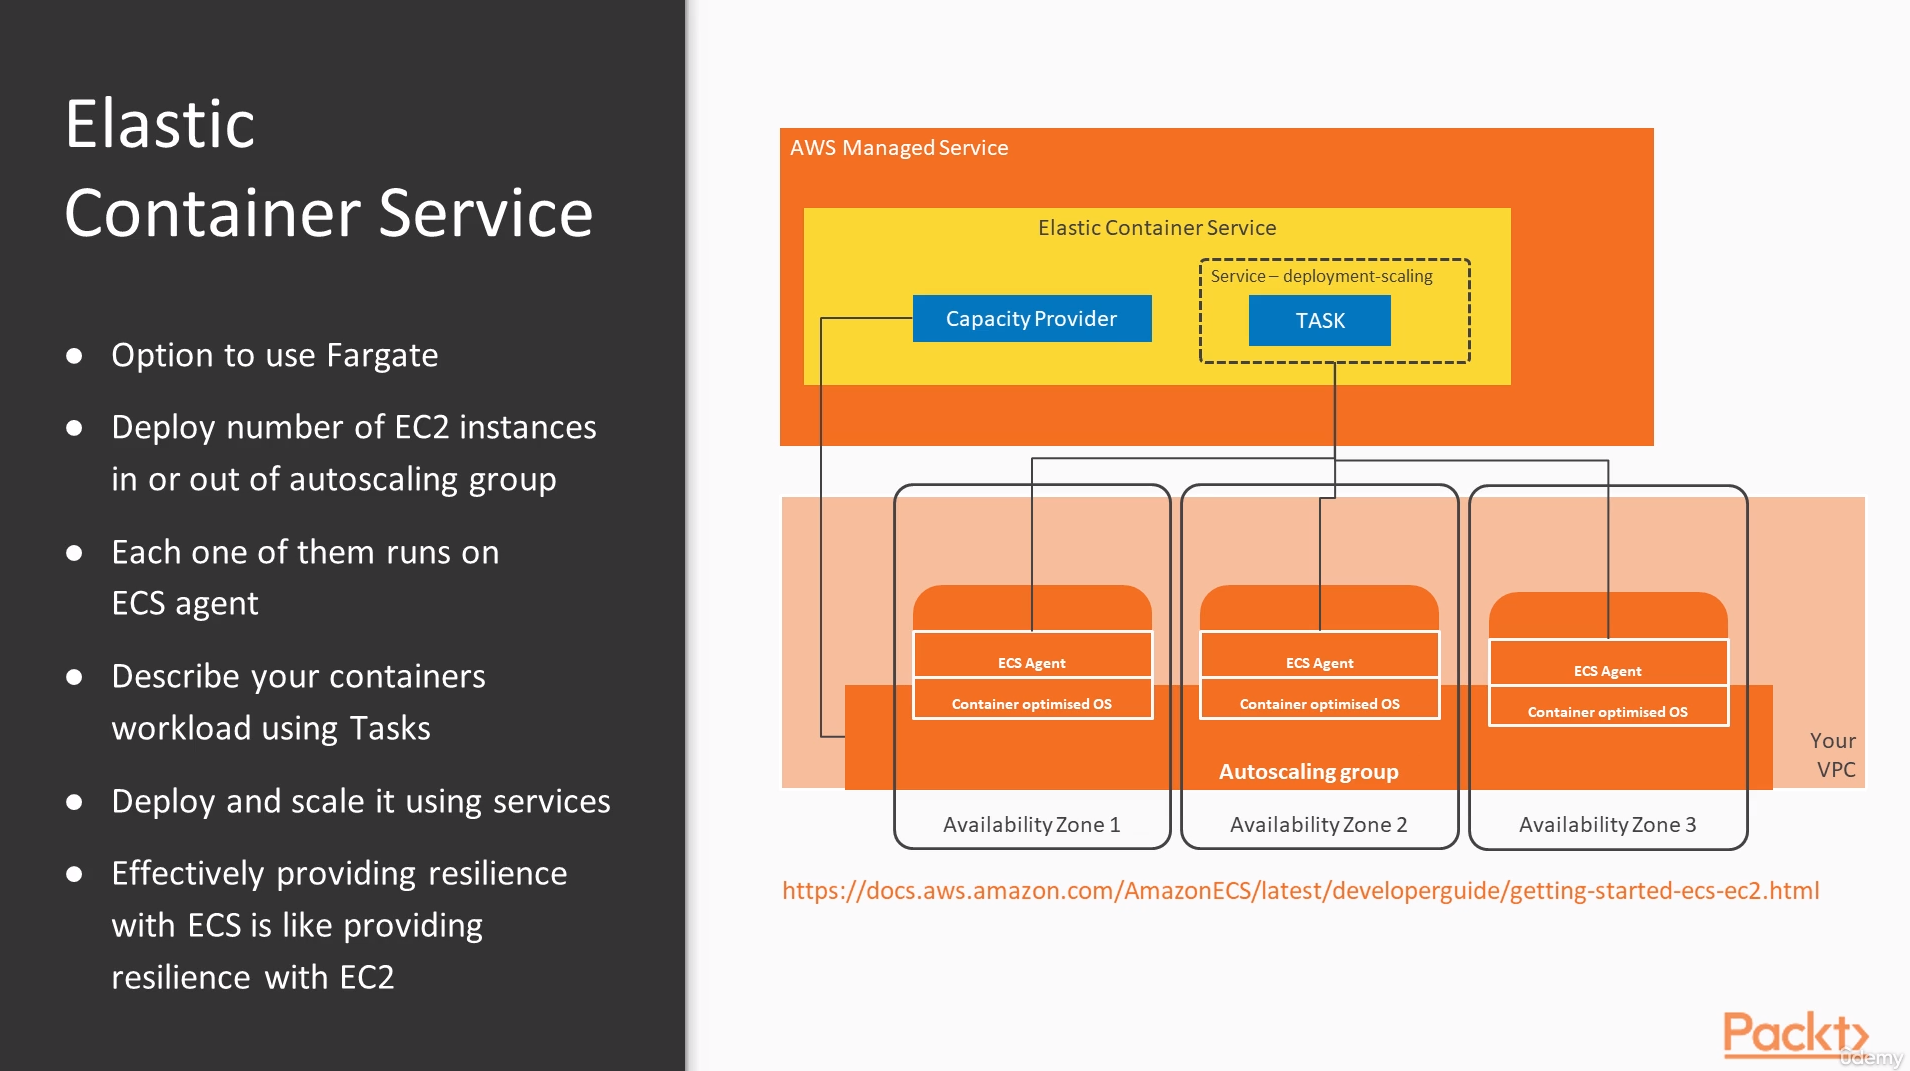 Elastic
Container Service
● Option to use Fargate
● Deploy number of EC2 instances
in or out of autoscaling group
● Each one of them runs on
ECS agent
● Describe your containers
workload using Tasks
● Deploy and scale it using services
● Effectively providing resilience
with ECS is like providing
resilience with EC2
AWS Managed Service
Elastic Container Service
Service – deployment-scaling
Capacity Provider
TASK
ECS Agent
Container optimised OS
ECS Agent
Container optimised OS
ECS Agent
Container optimised OS
Your
VPC
Autoscaling group
Availability Zone 1
Availability Zone 2
Availability Zone 3
https://docs.aws.amazon.com/AmazonECS/latest/developerguide/getting-started-ecs-ec2.html
Packt>
ûdemy